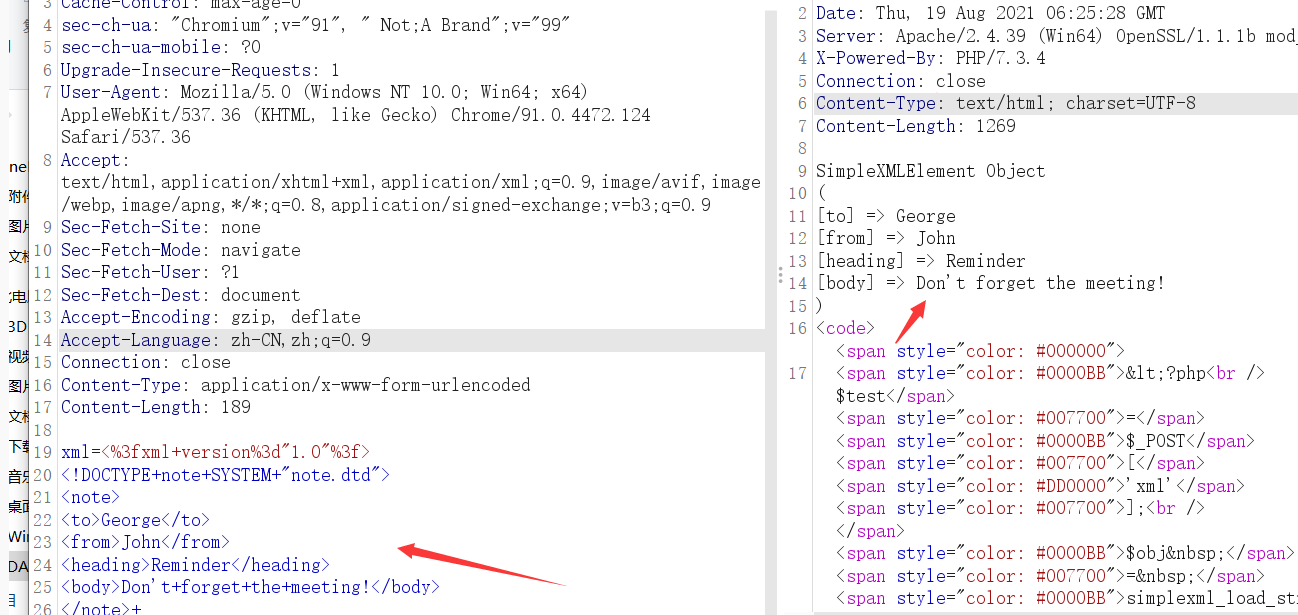 3 Cache-Control: max-age=0
4 sec-ch-ua: "Chromium";v="91", " Not;A Brand";v="99"
5 sec-ch-ua-mobile: ?0
6 Upgrade-Insecure-Requests: 1
7 User-Agent: Mozilla/5.0 (Windows NT 10.0; Win64; x64)
AppleWebKit/537.36 (KHTML, like Gecko) Chrome/91.0.4472.124
Safari/537.36
8 Accept:
text/html,application/xhtml+xml,application/xml;q=0.9,image/avif,image
/webp,image/apng,*/*;q=0.8,application/signed-exchange;v=b3;q=0.9
9 Sec-Fetch-Site: none
10 Sec-Fetch-Mode: navigate
11 Sec-Fetch-User: ?1
12 Sec-Fetch-Dest: document
13 Accept-Encoding: gzip, deflate
14 Accept-Language: zh-CN,zh;q=0.9
15 Connection: close
16 Content-Type: application/x-www-form-urlencoded
17 Content-Length: 189
18
19 xml=<%3fxml+version%3d"1.0"%3f>
20 <!DOCTYPE+note+SYSTEM+"note.dtd">
21 <note>
22 <to>George</to>
23 <from>John</from>
24 <heading>Reminder</heading>
25 <body>Don't+forget+the+meeting!</body>
26 </note>+
2 Date: Thu, 19 Aug 2021 06:25:28 GMT
3 Server: Apache/2.4.39 (Win64) OpenSSL/1.1.1b mod_
4 X-Powered-By: PHP/7.3.4
5 Connection: close
6 Content-Type: text/html; charset=UTF-8
7 Content-Length: 1269
8
9 SimpleXMLElement Object
10 (
11 [to] => George
12 [from] => John
13 [heading] => Reminder
14 [body] => Don't forget the meeting!
15 )
16 <code>
<span style="color: #000000">
17 <span style="color: #0000BB">&lt;?php<br />
$test</span>
<span style="color: #007700">=</span>
<span style="color: #0000BB">$_POST</span>
<span style="color: #007700">[</span>
<span style="color: #DD0000">'xml'</span>
<span style="color: #007700">];<br />
</span>
<span style="color: #0000BB">$obj&nbsp;</span>
<span style="color: #007700">=&nbsp;</span>
<span style="color: #0000BB">simplexml_load_st